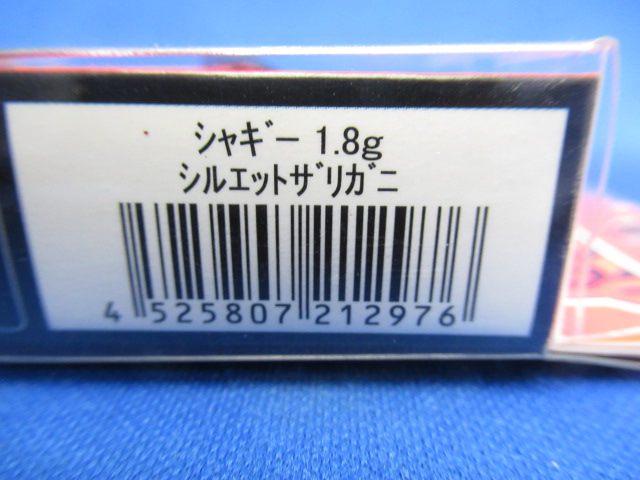 ｼｬｷﾞｰ 1.8g
ｼﾙｴｯﾄｻﾞﾘｶﾞﾆ
4 525807 212976